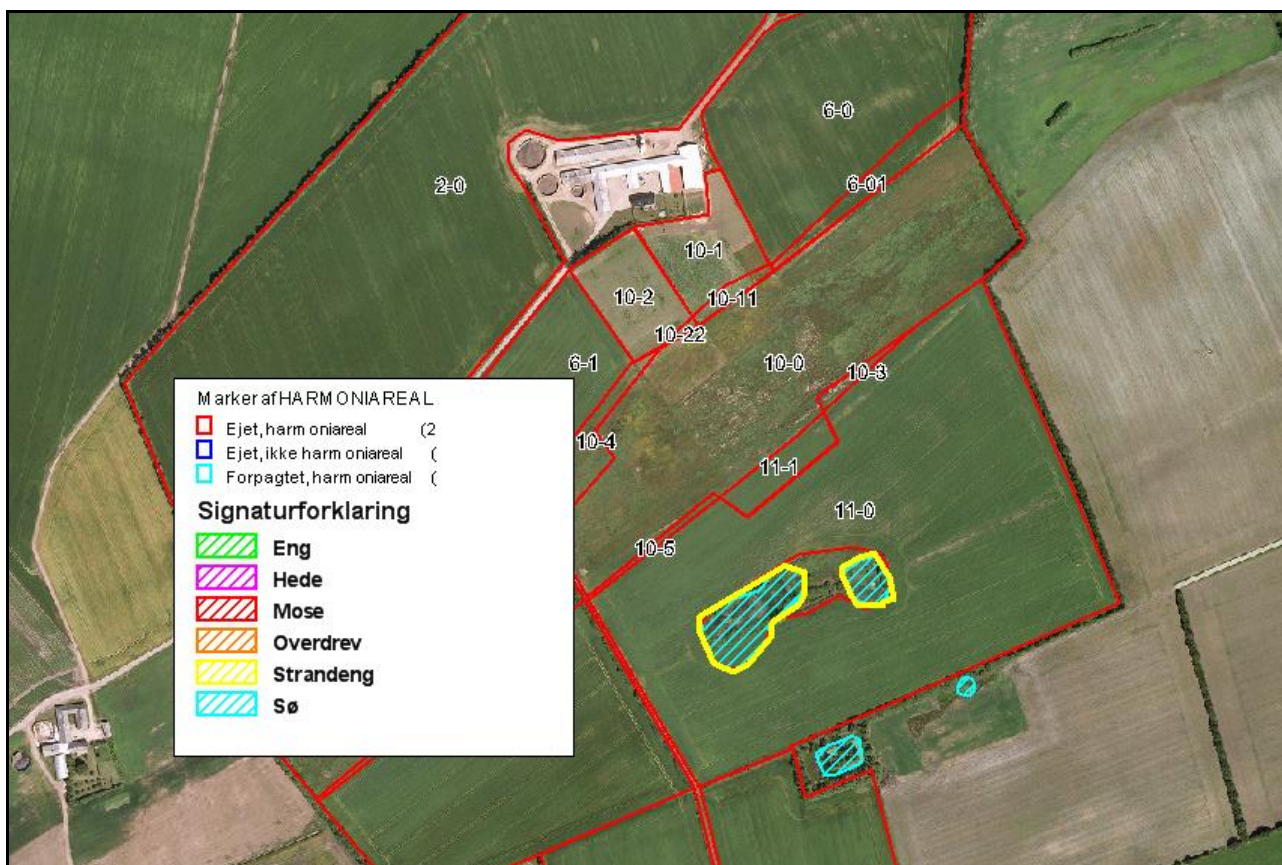 6-0
2-0
6-01
10-1
10-2
10-11
10-22
6-1
10-0
10-3
10-4
11-1
11-0
10-5
Marker af HARMONIAREAL
Ejet, harmoniareal (2
Ejet, ikke harmoniareal (
Forpagtet, harmoniareal (
Signaturforklaring
Eng
Hede
Mose
Overdrev
Strandeng
Sø